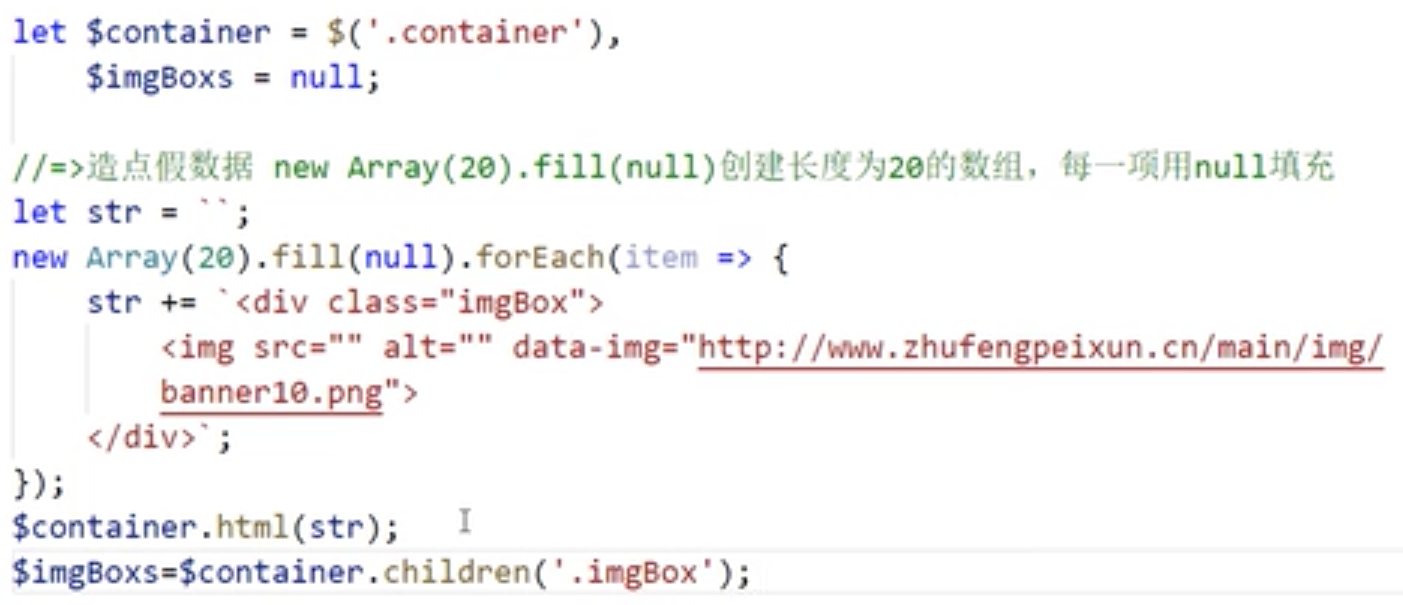 let $container = $('.container'),
    $imgBoxs = null;

//=>造点假数据 new Array(20).fill(null)创建长度为20的数组，每一项用null填充
let str = ``;
new Array(20).fill(null).forEach(item => {
    str += `<div class="imgBox">
        <img src="" alt="" data-img="http://www.zhufengpeixun.cn/main/img/
        banner10.png">
    </div>`;
});
$container.html(str);
$imgBoxs=$container.children('.imgBox');